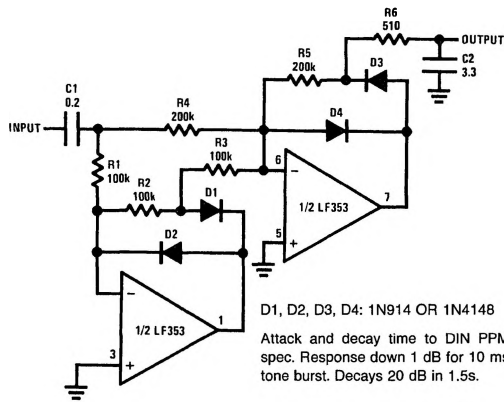 R6
510
OUTPUT
R5
200k
D3
C2
3.3
C1
0.2
R4
200k
D4
INPUT
R3
100k
R1
100k
R2
100k
D1
6
−
7
1/2 LF353
5
+
D2
−
1/2 LF353
1
3
+
D1, D2, D3, D4: 1N914 OR 1N4148
Attack and decay time to DIN PPM
spec. Response down 1 dB for 10 ms
tone burst. Decays 20 dB in 1.5s.